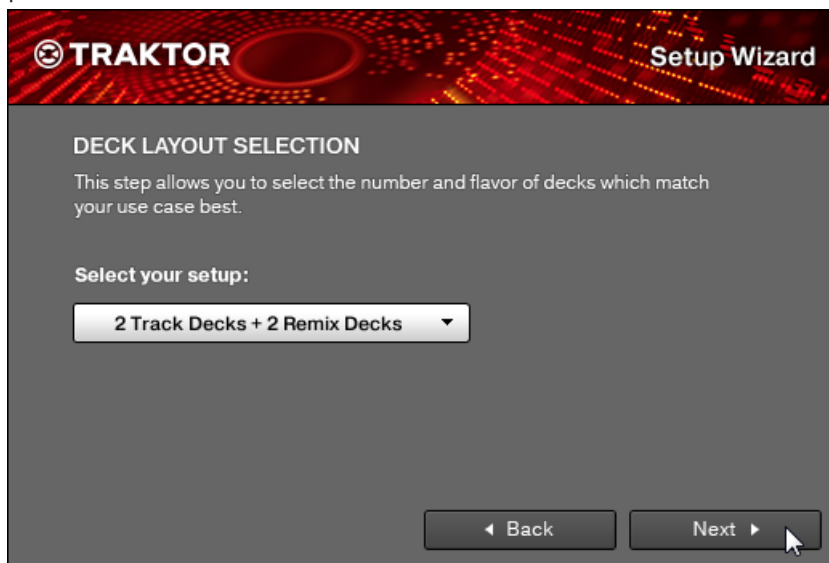 TRAKTOR
Setup Wizard
DECK LAYOUT SELECTION
This step allows you to select the number and flavor of decks which match
your use case best.
Select your setup:
2 Track Decks + 2 Remix Decks
Back
Next